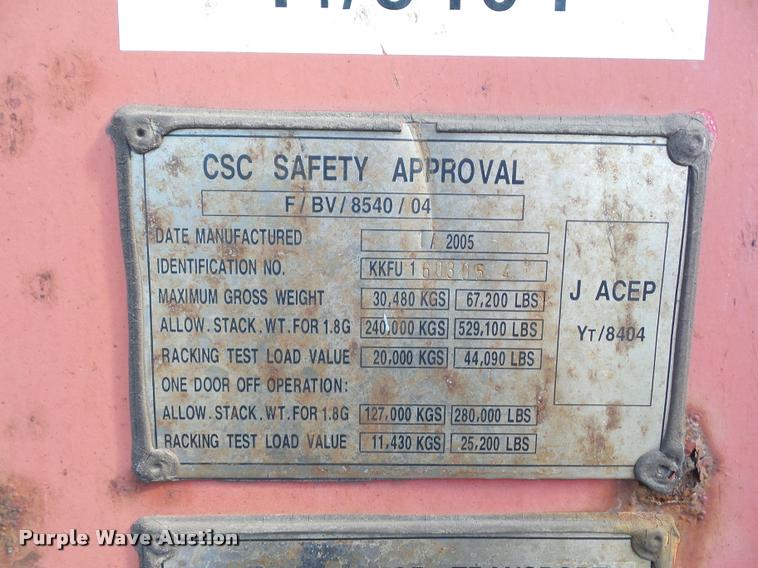 CSC SAFETY APPROVAL
F/BV/8540/04
DATE MANUFACTURED / 2005
IDENTIFICATION NO. KKFU 1603054
MAXIMUM GROSS WEIGHT 30,480 KGS 67,200 LBS
ALLOW.STACK.WT.FOR 1.8G 240,000 KGS 529,100 LBS
RACKING TEST LOAD VALUE 20,000 KGS 44,090 LBS
ONE DOOR OFF OPERATION:
ALLOW.STACK.WT.FOR 1.8G 127,000 KGS 280,000 LBS
RACKING TEST LOAD VALUE 11,430 KGS 25,200 LBS
J ACEP
YT/8404
Purple Wave Auction